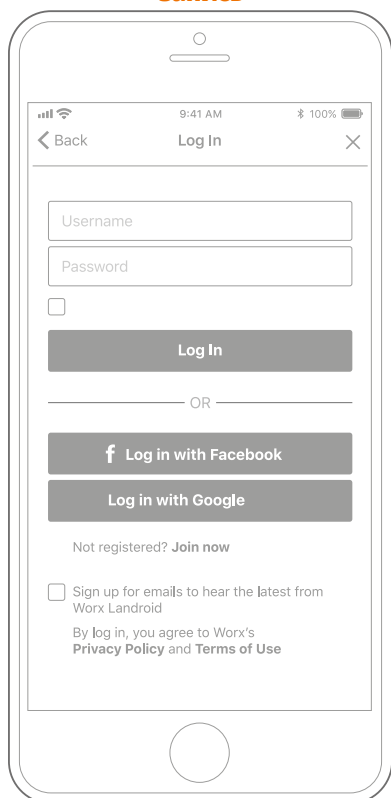 9:41 AM 100%
Back Log In
Username
Password
Log In
OR
f Log in with Facebook
Log in with Google
Not registered? Join now
Sign up for emails to hear the latest from
Worx Landroid
By log in, you agree to Worx's
Privacy Policy and Terms of Use